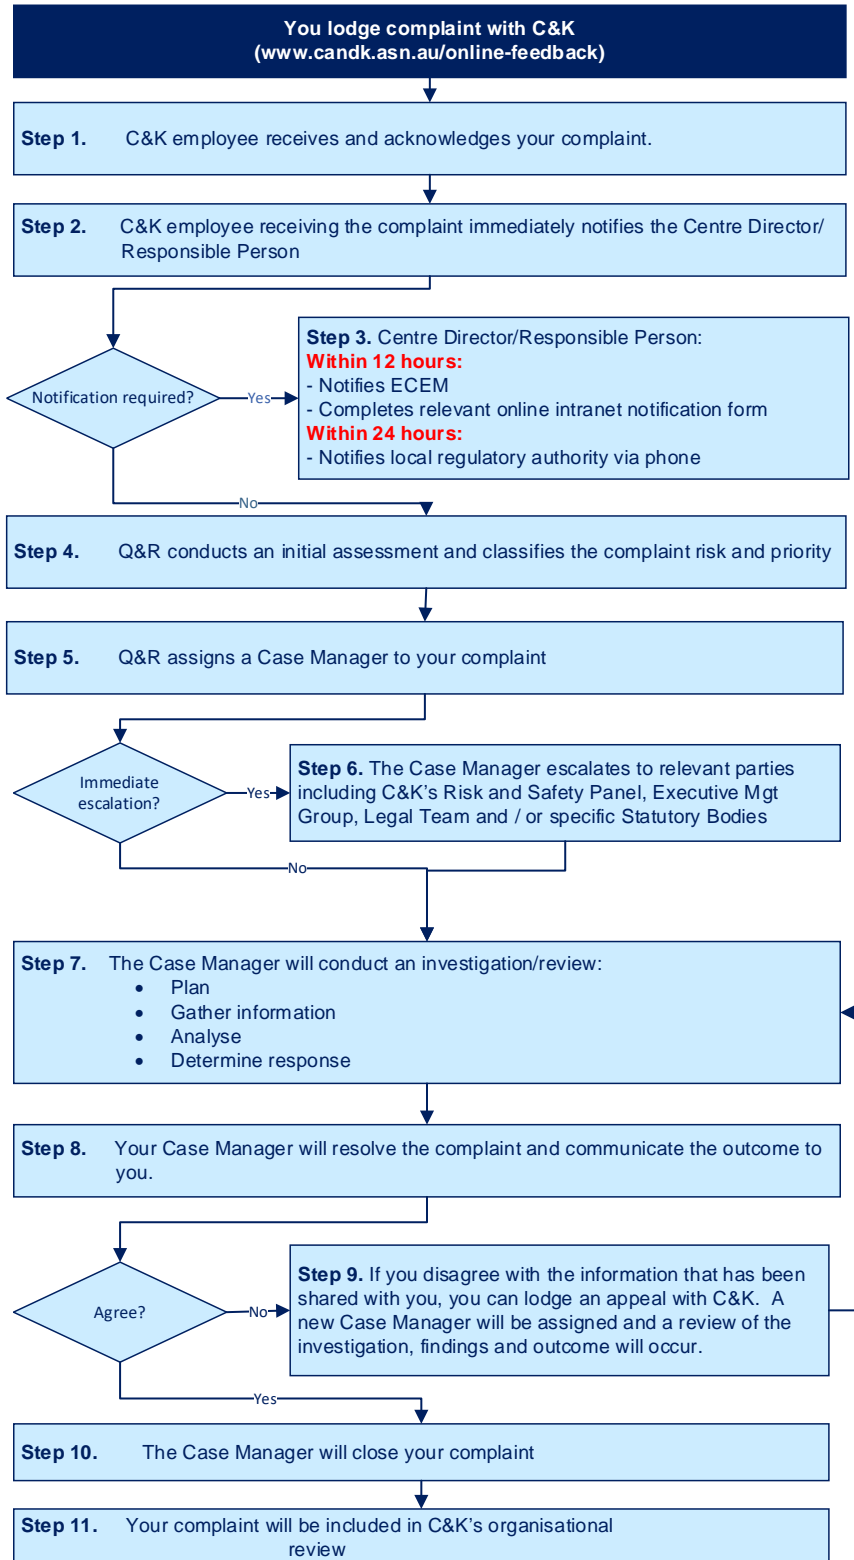 You lodge complaint with C&K
(www.candk.asn.au/online-feedback)
Step 1. C&K employee receives and acknowledges your complaint.
Step 2. C&K employee receiving the complaint immediately notifies the Centre Director/
Responsible Person
Notification required?
Yes
Step 3. Centre Director/Responsible Person:
Within 12 hours:
- Notifies ECEM
- Completes relevant online intranet notification form
Within 24 hours:
- Notifies local regulatory authority via phone
No
Step 4. Q&R conducts an initial assessment and classifies the complaint risk and priority
Step 5. Q&R assigns a Case Manager to your complaint
Immediate
escalation?
Yes
Step 6. The Case Manager escalates to relevant parties
including C&K's Risk and Safety Panel, Executive Mgt
Group, Legal Team and / or specific Statutory Bodies
No
Step 7. The Case Manager will conduct an investigation/review:
• Plan
• Gather information
• Analyse
• Determine response
Step 8. Your Case Manager will resolve the complaint and communicate the outcome to
you.
Agree?
No
Step 9. If you disagree with the information that has been
shared with you, you can lodge an appeal with C&K. A
new Case Manager will be assigned and a review of the
investigation, findings and outcome will occur.
Yes
Step 10. The Case Manager will close your complaint
Step 11. Your complaint will be included in C&K's organisational
review